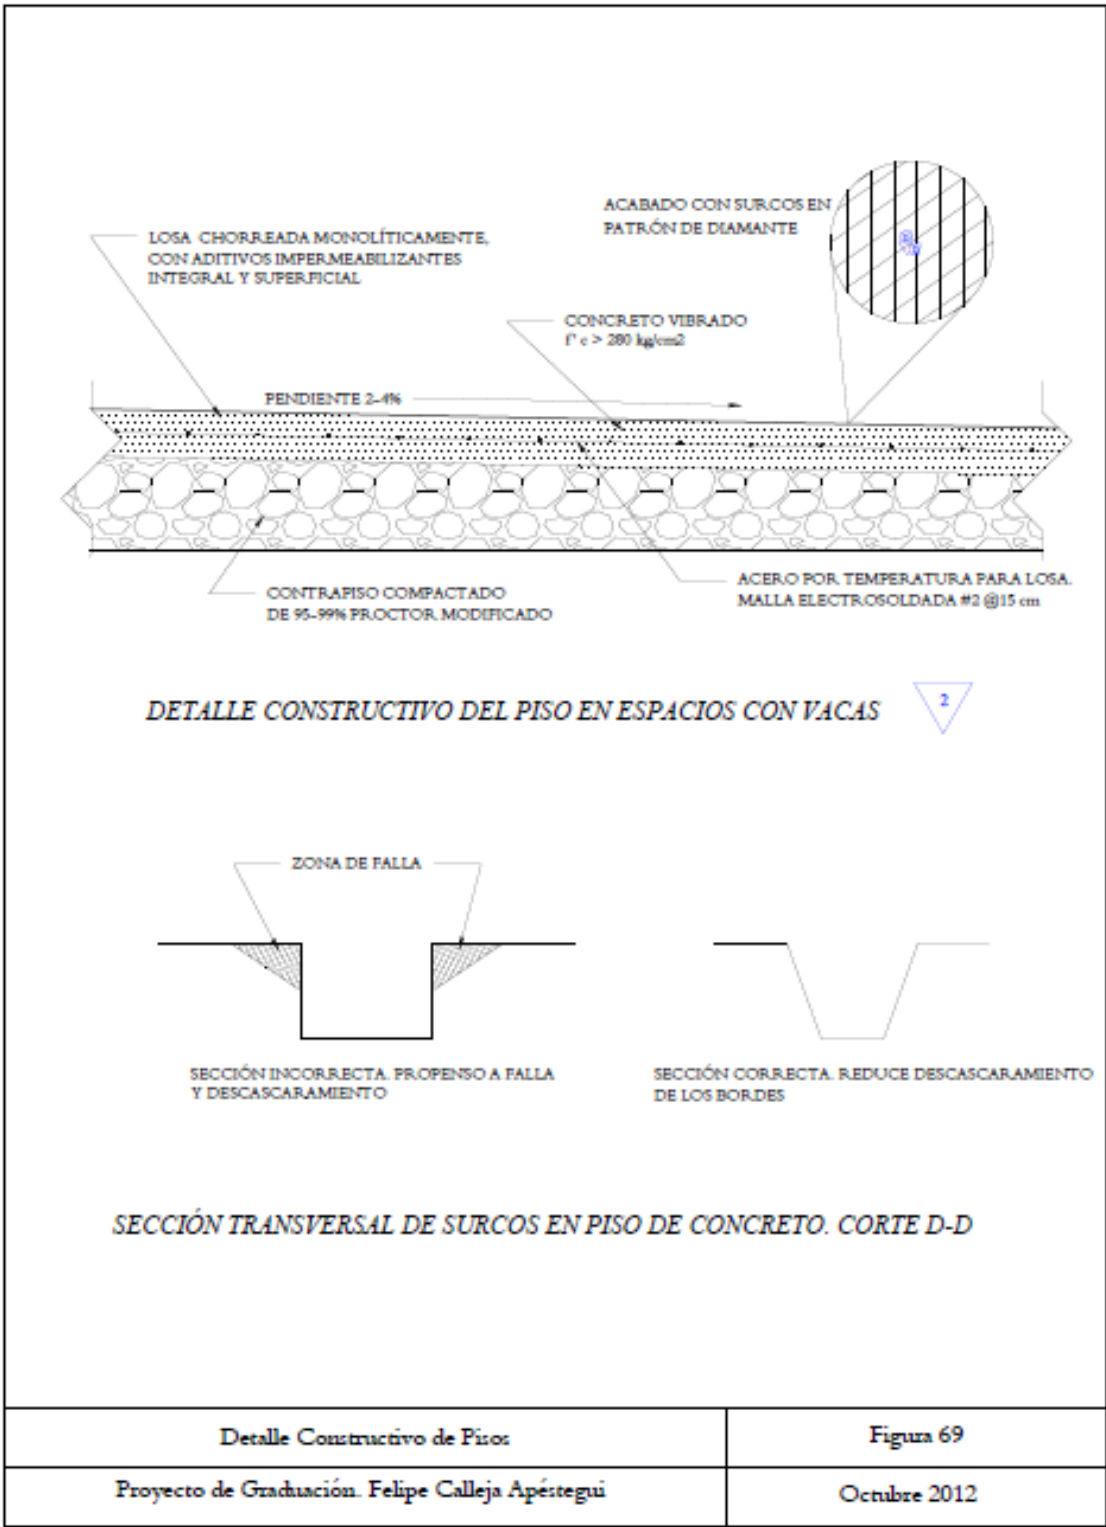 ACABADO CON SURCOS EN
PATRÓN DE DIAMANTE
LOSA CHORREADA MONOLÍTICAMENTE,
CON ADITIVOS IMPERMEABILIZANTES
INTEGRAL Y SUPERFICIAL
CONCRETO VIBRADO
f' c > 280 kg/cm2
PENDIENTE 2-4%
CONTRAPISO COMPACTADO
DE 95-99% PROCTOR MODIFICADO
ACERO POR TEMPERATURA PARA LOSA.
MALLA ELECTROSOLDADA #2 @15 cm
DETALLE CONSTRUCTIVO DEL PISO EN ESPACIOS CON VACAS
2
ZONA DE FALLA
SECCIÓN INCORRECTA. PROPENSO A FALLA
Y DESCASCARAMIENTO
SECCIÓN CORRECTA. REDUCE DESCASCARAMIENTO
DE LOS BORDES
SECCIÓN TRANSVERSAL DE SURCOS EN PISO DE CONCRETO. CORTE D-D
Detalle Constructivo de Pisos
Figura 69
Proyecto de Graduación. Felipe Calleja Apéstegui
Octubre 2012